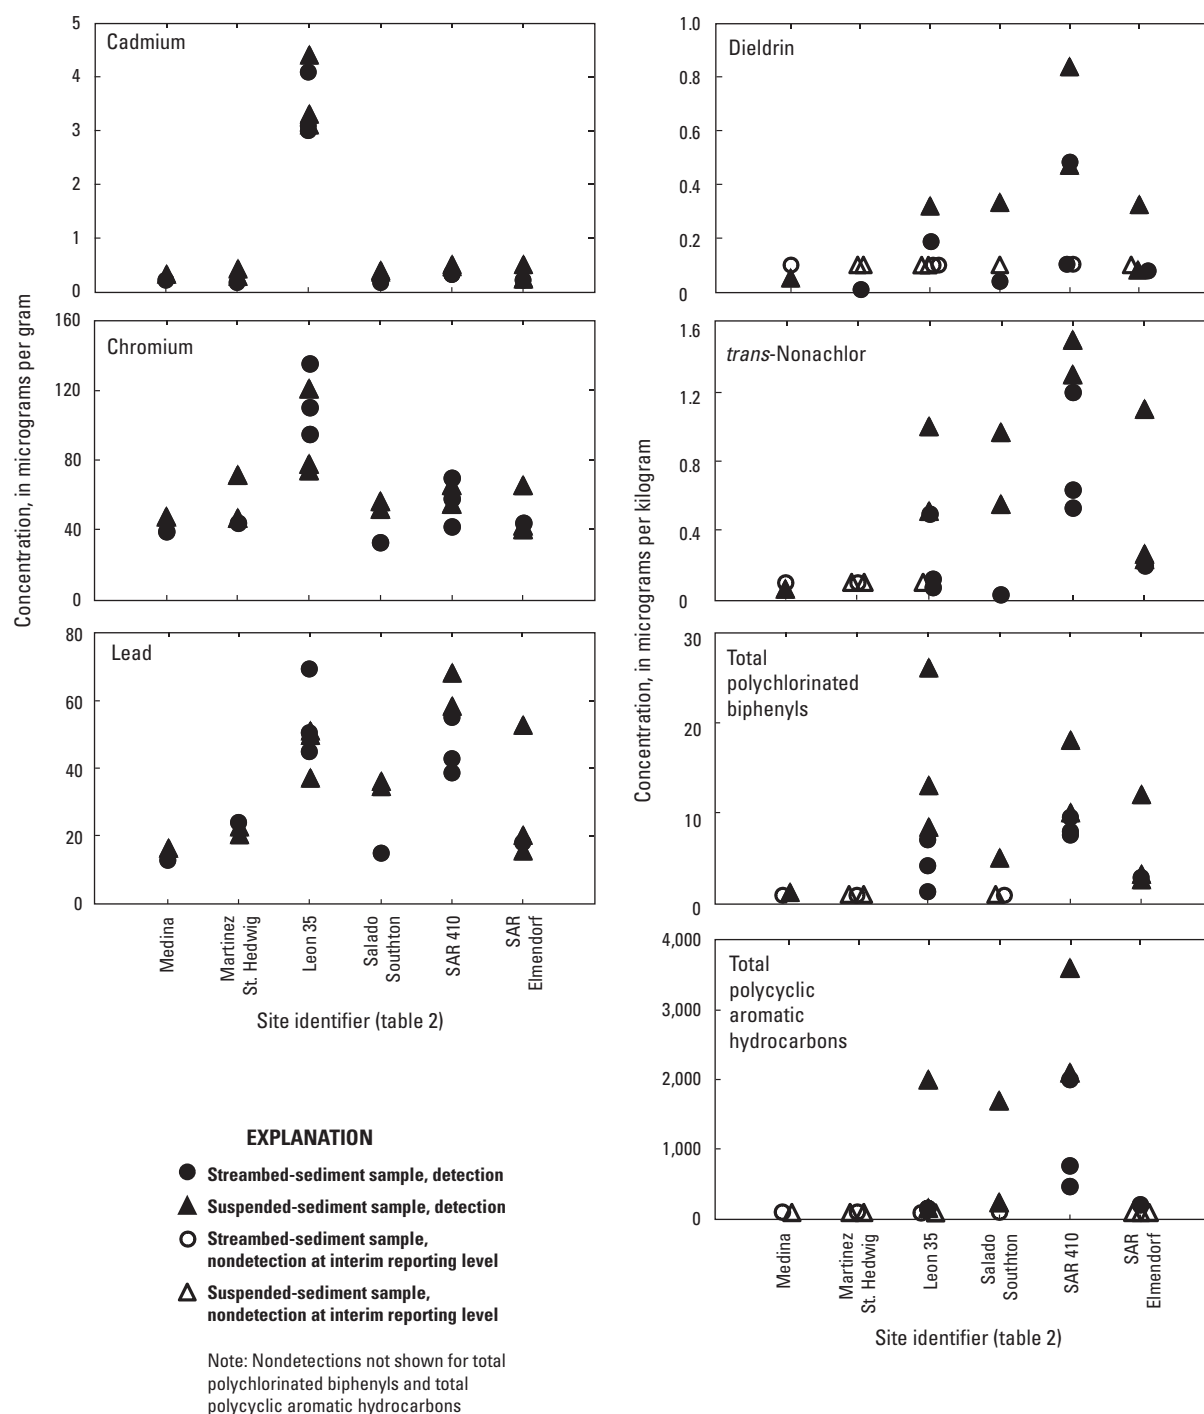 Concentration, in micrograms per gram
Cadmium
5
4
3
2
1
0
Chromium
160
120
80
40
0
Lead
80
60
40
20
0
Medina
Martinez
St. Hedwig
Leon 35
Salado
Southton
SAR 410
SAR
Elmendorf
Site identifier (table 2)
Concentration, in micrograms per kilogram
Dieldrin
1.0
0.8
0.6
0.4
0.2
0
trans-Nonachlor
1.6
1.2
0.8
0.4
0
Total
polychlorinated
biphenyls
30
20
10
0
Total
polycyclic
aromatic
hydrocarbons
4,000
3,000
2,000
1,000
0
Medina
Martinez
St. Hedwig
Leon 35
Salado
Southton
SAR 410
SAR
Elmendorf
Site identifier (table 2)
EXPLANATION
Streambed-sediment sample, detection
Suspended-sediment sample, detection
Streambed-sediment sample,
nondetection at interim reporting level
Suspended-sediment sample,
nondetection at interim reporting level
Note: Nondetections not shown for total
polychlorinated biphenyls and total
polycyclic aromatic hydrocarbons